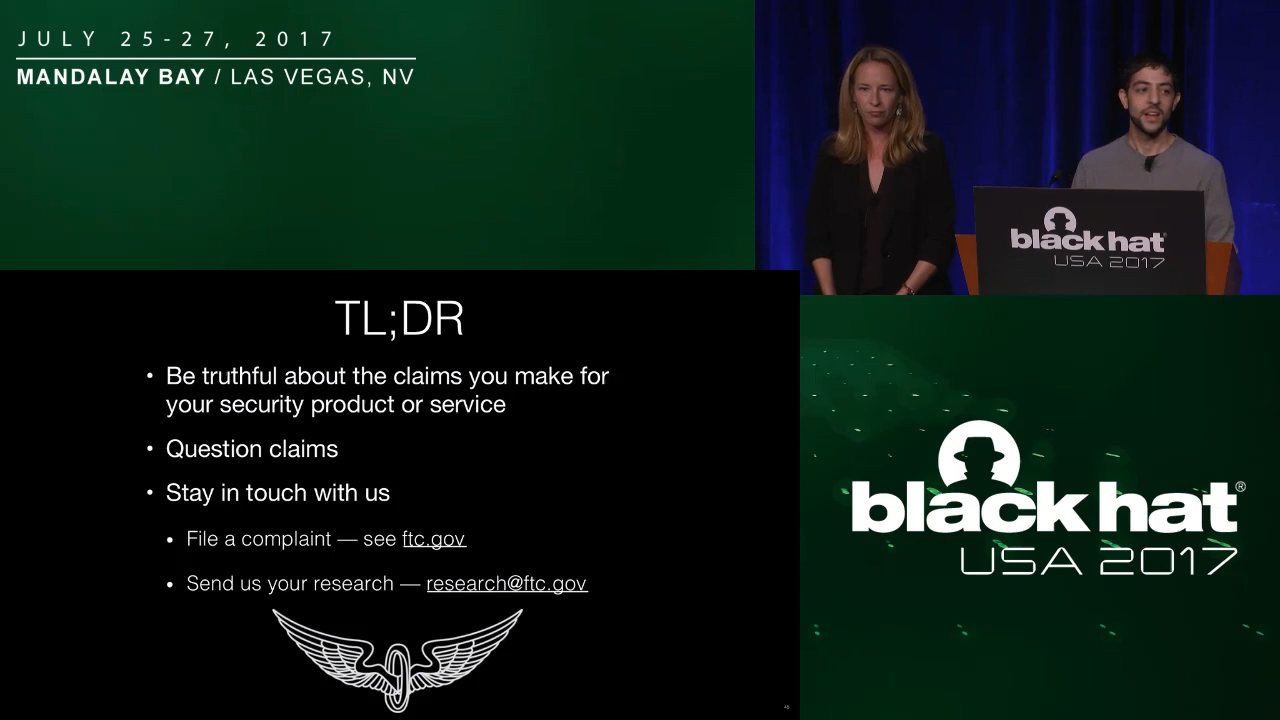 JULY 25-27, 2017
MANDALAY BAY / LAS VEGAS, NV
black hat®
USA 2017
TL;DR
• Be truthful about the claims you make for
your security product or service
• Question claims
• Stay in touch with us
• File a complaint — see ftc.gov
• Send us your research — research@ftc.gov
black hat®
USA 2017